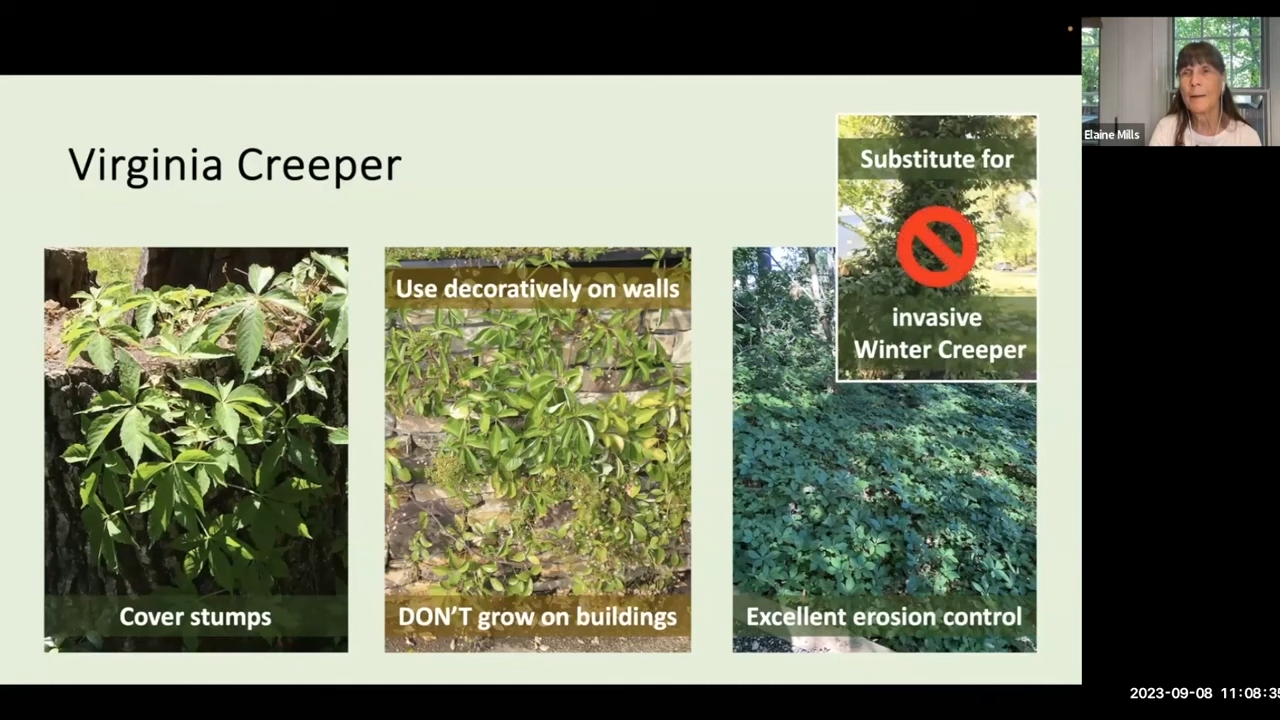 Virginia Creeper
Substitute for
invasive
Winter Creeper
Use decoratively on walls
Cover stumps
DON'T grow on buildings
Excellent erosion control
Elaine Mills
2023-09-08 11:08:35